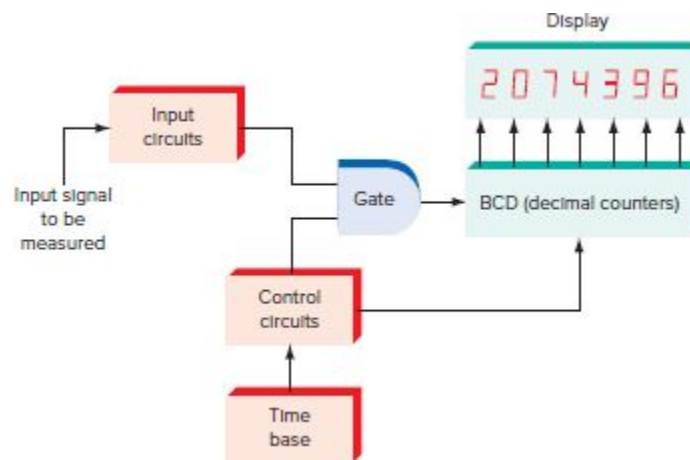 Display
2074396
Input
circuits
Gate
BCD (decimal counters)
Input signal
to be
measured
Control
circuits
Time
base